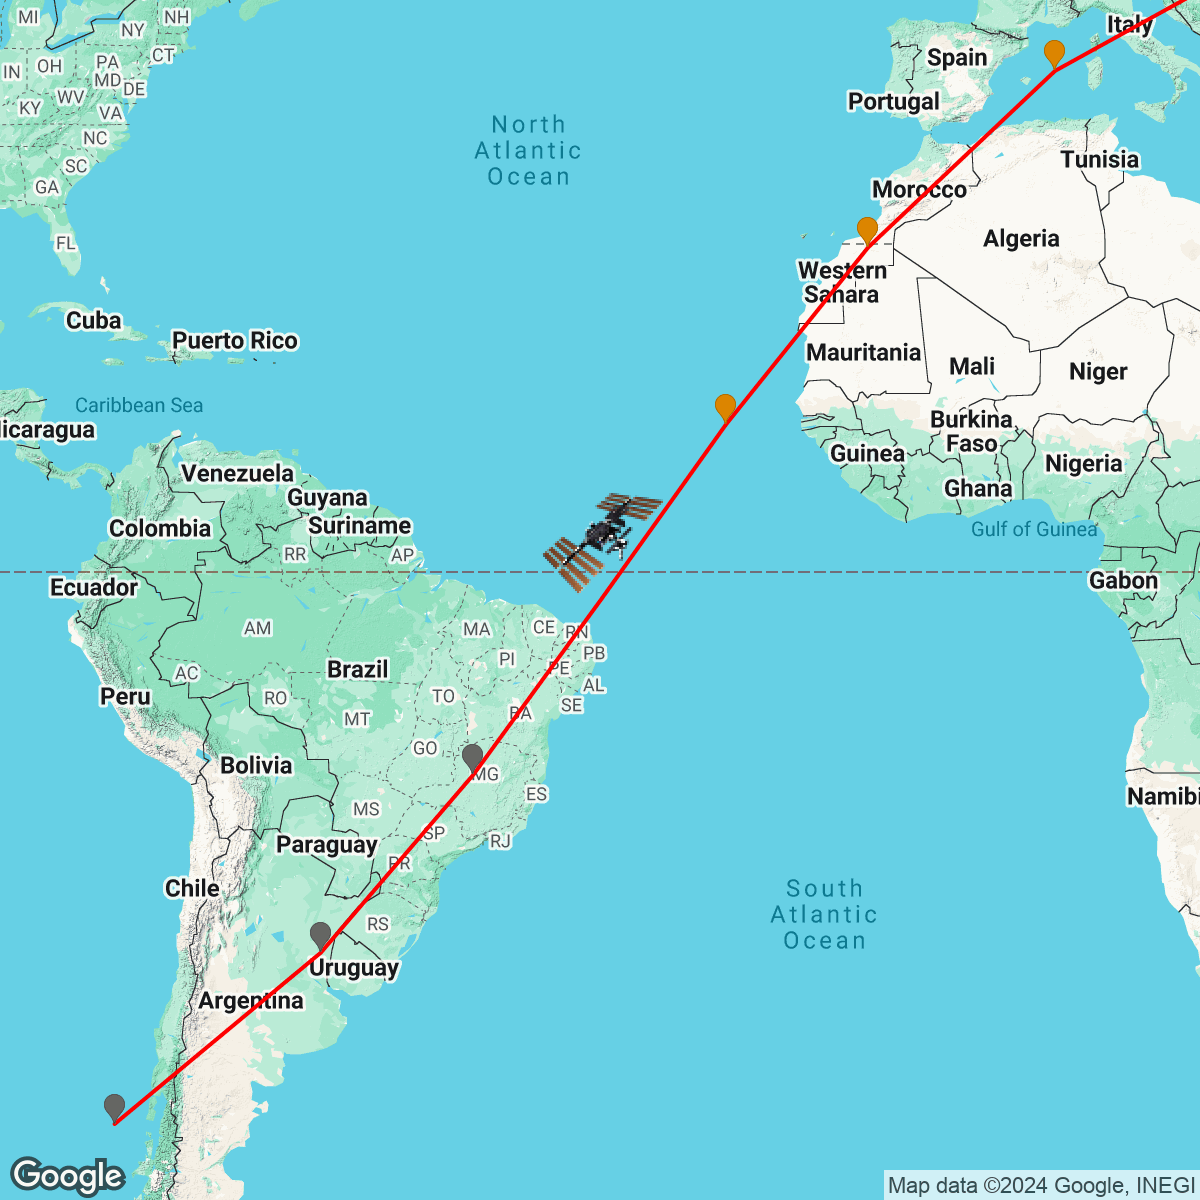 MI
NH
NY
OH
PA
CT
IN
MD
DE
WV
KY
VA
NC
SC
GA
FL
Italy
Spain
Portugal
North
Atlantic
Ocean
Tunisia
Morocco
Algeria
Western
Sahara
Cuba
Puerto Rico
Mauritania
Mali
Niger
Caribbean Sea
licaragua
Burkina
Faso
Guinea
Nigeria
Ghana
Gulf of Guinea
Venezuela
Guyana
Suriname
Colombia
RR
AP
Ecuador
Gabon
AM
MA
CE
RN
PB
PI
PE
AL
SE
AC
Brazil
Peru
RO
TO
MT
BA
GO
Bolivia
MG
ES
MS
Namibi
SP
RJ
Paraguay
PR
Chile
South
Atlantic
Ocean
RS
Uruguay
Argentina
Google
Map data ©2024 Google, INEGI